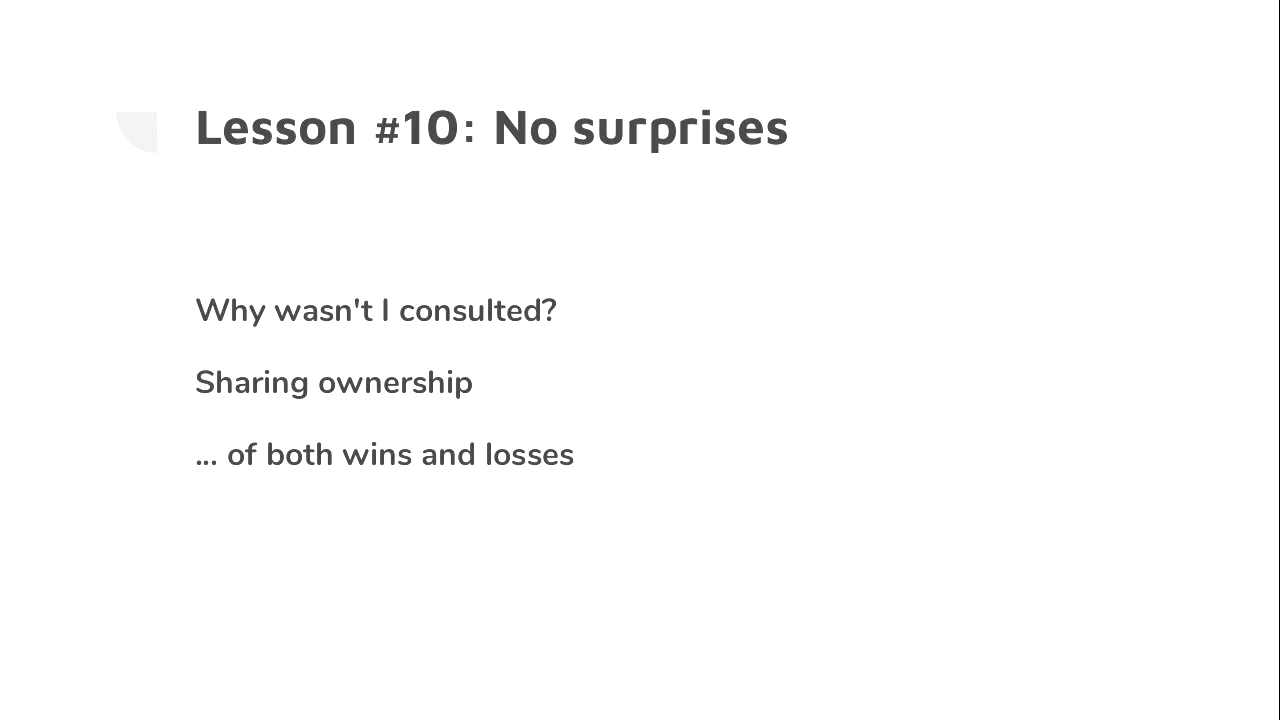 Lesson #10: No surprises
Why wasn't I consulted?
Sharing ownership
... of both wins and losses